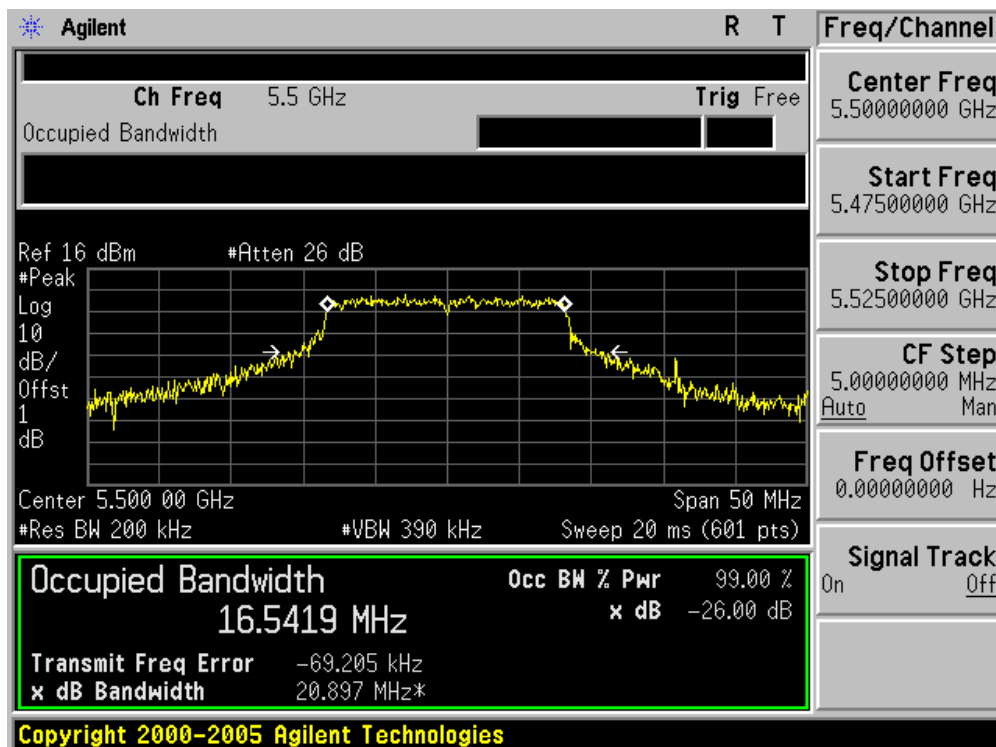 Agilent R T
Ch Freq 5.5 GHz Trig Free
Occupied Bandwidth
Ref 16 dBm #Atten 26 dB
#Peak
Log
10
dB/
Offst
1
dB
Center 5.500 00 GHz Span 50 MHz
#Res BW 200 kHz #VBW 390 kHz Sweep 20 ms (601 pts)
Occupied Bandwidth
16.5419 MHz
Occ BW % Pwr 99.00 %
x dB -26.00 dB
Transmit Freq Error -69.205 kHz
x dB Bandwidth 20.897 MHz*
Copyright 2000-2005 Agilent Technologies
Freq/Channel
Center Freq
5.50000000 GHz
Start Freq
5.47500000 GHz
Stop Freq
5.52500000 GHz
CF Step
5.00000000 MHz
Auto Man
Freq Offset
0.00000000 Hz
Signal Track
On Off